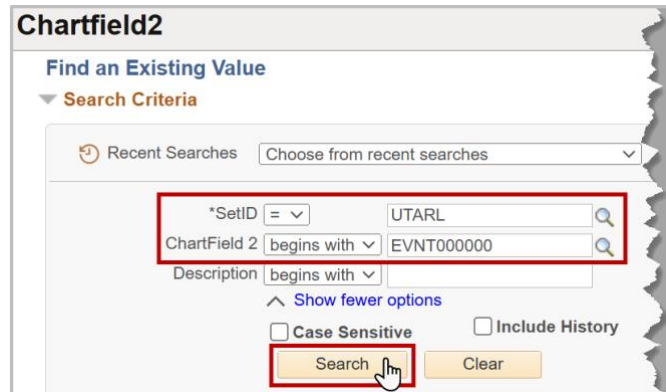 Chartfield2
Find an Existing Value
Search Criteria
Recent Searches Choose from recent searches
*SetID = UTARL
ChartField 2 begins with EVNT000000
Description begins with
Show fewer options
Case Sensitive Include History
Search Clear